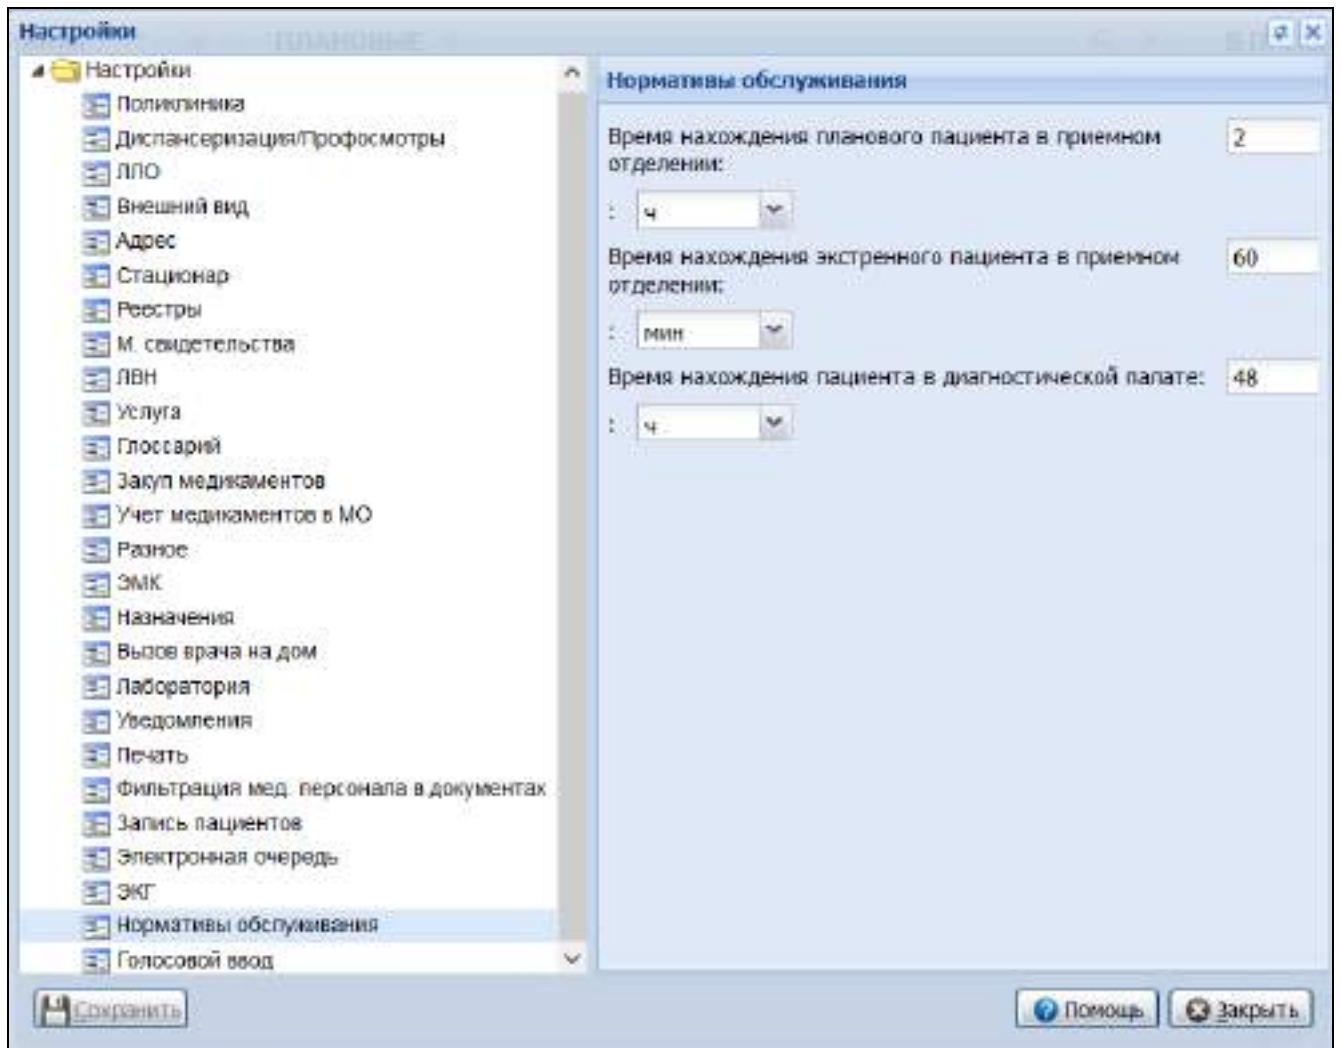 Настройки
ПЛАНОВЫЕ
Настройки
Поликлиника
Диспансеризация/Профосмотры
ЛЛО
Внешний вид
Адрес
Стационар
Реестры
М. свидетельства
ЛВН
Услуга
Глоссарий
Закуп медикаментов
Учет медикаментов в МО
Разное
ЭМК
Назначения
Вызов врача на дом
Лаборатория
Уведомления
Печать
Фильтрация мед. персонала в документах
Запись пациентов
Электронная очередь
ЭКГ
Нормативы обслуживания
Голосовой ввод
Нормативы обслуживания
Время нахождения планового пациента в приемном 2
отделении:
: ч
Время нахождения экстренного пациента в приемном 60
отделении:
: мин
Время нахождения пациента в диагностической палате: 48
: ч
Сохранить
Помощь
Закрыть